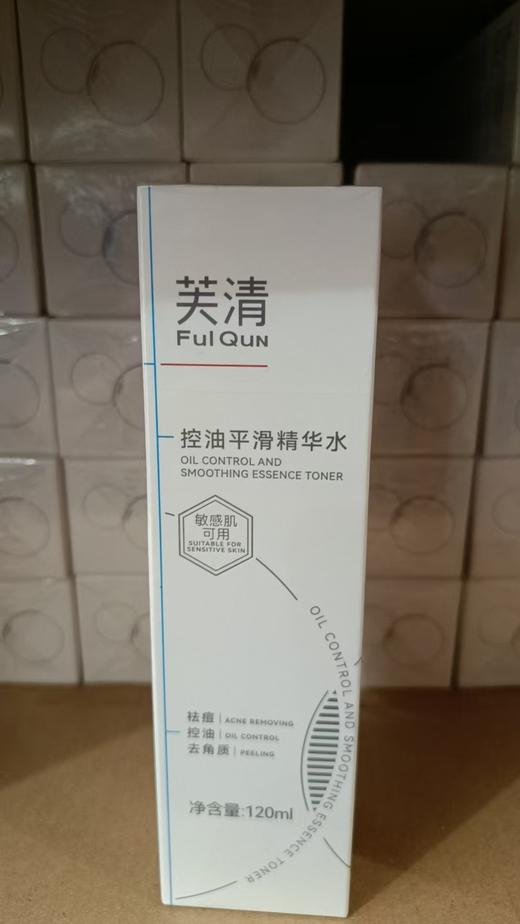 芙清
Ful Qun
控油平滑精华水
OIL CONTROL AND
SMOOTHING ESSENCE TONER
敏感肌
可用
SUITABLE FOR
SENSITIVE SKIN
OIL CONTROL AND SMOOTHING ESSENCE TONER
祛痘 | ACNE REMOVING
控油 | OIL CONTROL
去角质 | PEELING
净含量:120ml